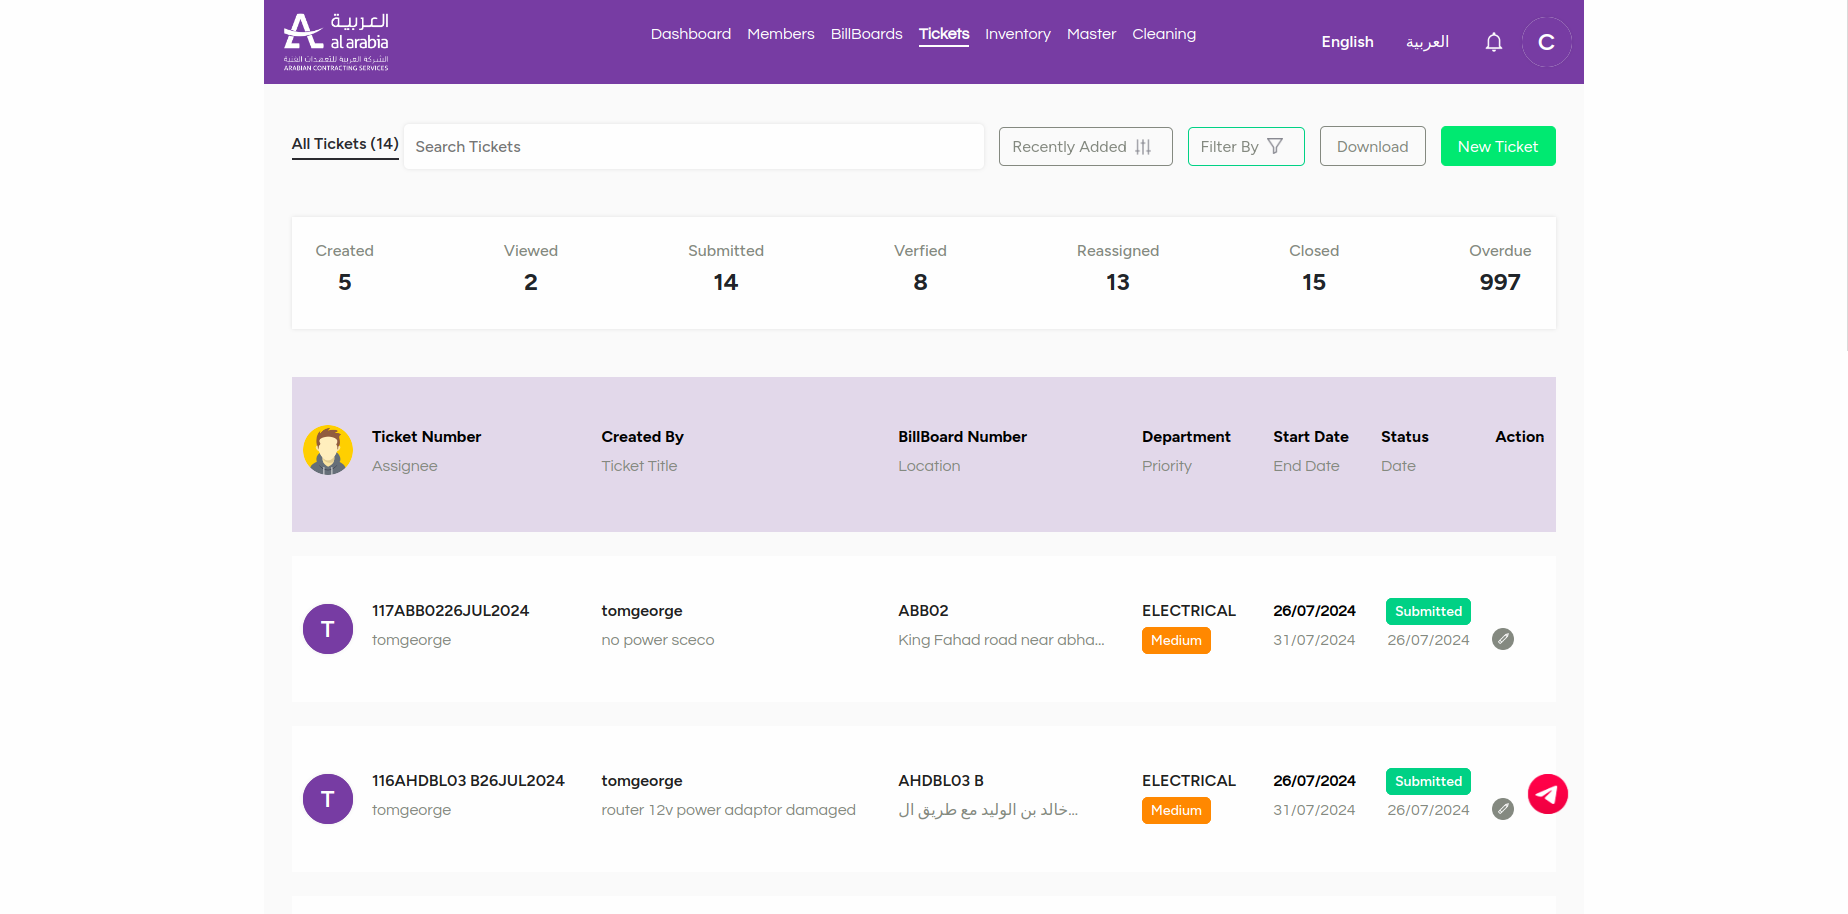 العربية
al arabia
الشركة العربية للتعهدات الفنية
ARABIAN CONTRACTING SERVICES
Dashboard Members BillBoards Tickets Inventory Master Cleaning
English العربية C
All Tickets (14) Search Tickets Recently Added Filter By Download New Ticket
Created Viewed Submitted Verfied Reassigned Closed Overdue
5 2 14 8 13 15 997
Ticket Number Created By BillBoard Number Department Start Date Status Action
Assignee Ticket Title Location Priority End Date Date
T
117ABB0226JUL2024 tomgeorge ABB02 ELECTRICAL 26/07/2024 Submitted
tomgeorge no power sceco King Fahad road near abha... Medium 31/07/2024 26/07/2024
T
116AHDBL03 B26JUL2024 tomgeorge AHDBL03 B ELECTRICAL 26/07/2024 Submitted
tomgeorge router 12v power adaptor damaged خالد بن الوليد مع طريق ال... Medium 31/07/2024 26/07/2024